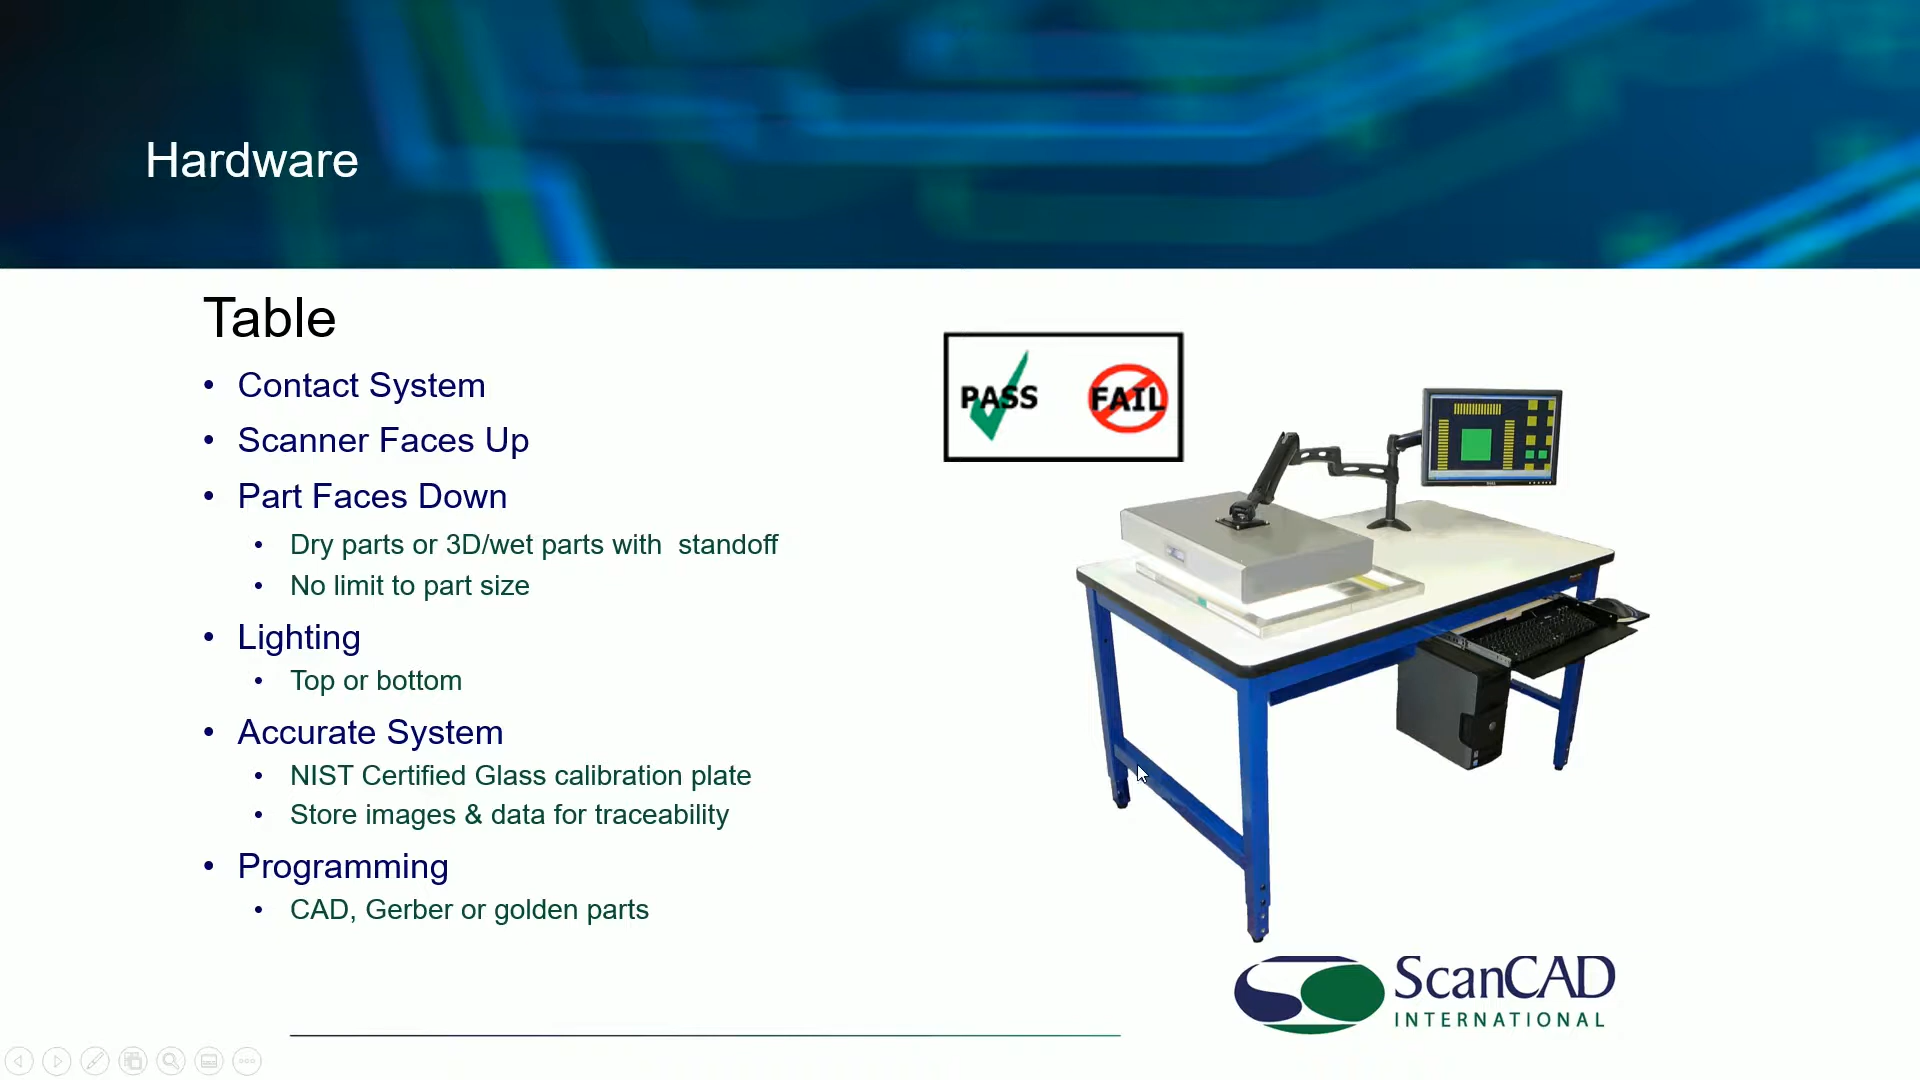 Hardware
Table
• Contact System
• Scanner Faces Up
• Part Faces Down
• Dry parts or 3D/wet parts with standoff
• No limit to part size
• Lighting
• Top or bottom
• Accurate System
• NIST Certified Glass calibration plate
• Store images & data for traceability
• Programming
• CAD, Gerber or golden parts
PASS FAIL
DELL
ScanCAD
INTERNATIONAL